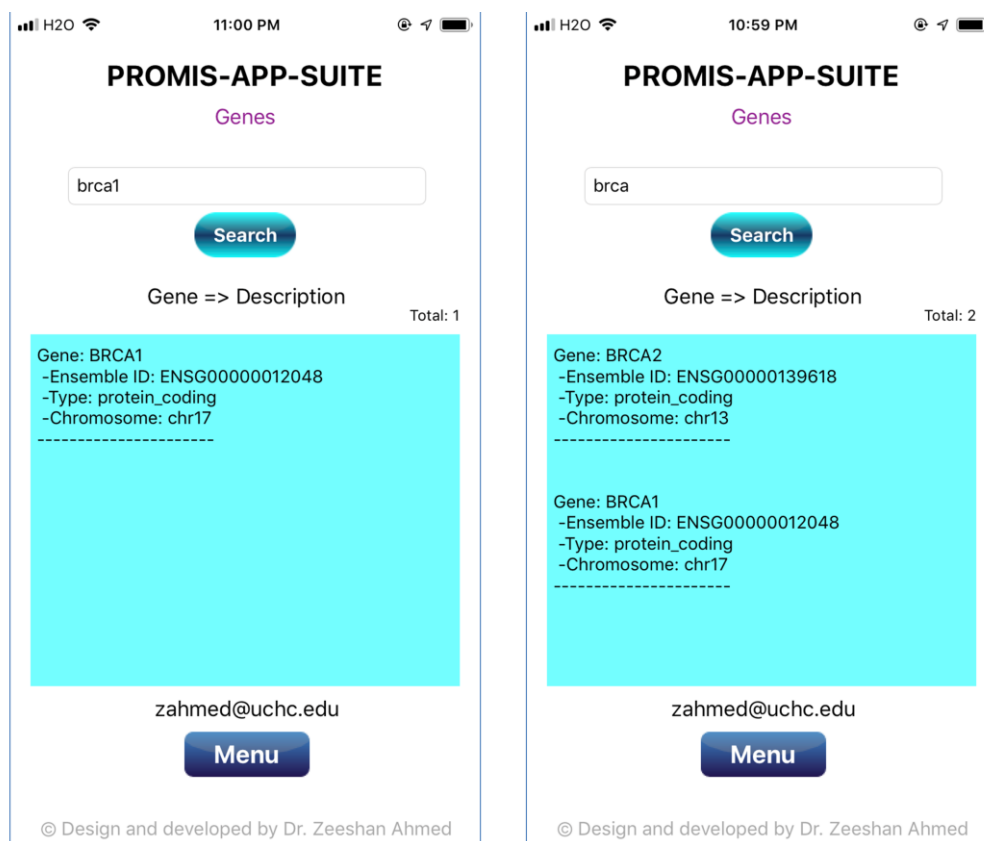 H2O 11:00 PM
PROMIS-APP-SUITE
Genes
brca1
Search
Gene => Description
Total: 1
Gene: BRCA1
-Ensemble ID: ENSG00000012048
-Type: protein_coding
-Chromosome: chr17
----------------------
zahmed@uchc.edu
Menu
© Design and developed by Dr. Zeeshan Ahmed
H2O 10:59 PM
PROMIS-APP-SUITE
Genes
brca
Search
Gene => Description
Total: 2
Gene: BRCA2
-Ensemble ID: ENSG00000139618
-Type: protein_coding
-Chromosome: chr13
----------------------
Gene: BRCA1
-Ensemble ID: ENSG00000012048
-Type: protein_coding
-Chromosome: chr17
----------------------
zahmed@uchc.edu
Menu
© Design and developed by Dr. Zeeshan Ahmed